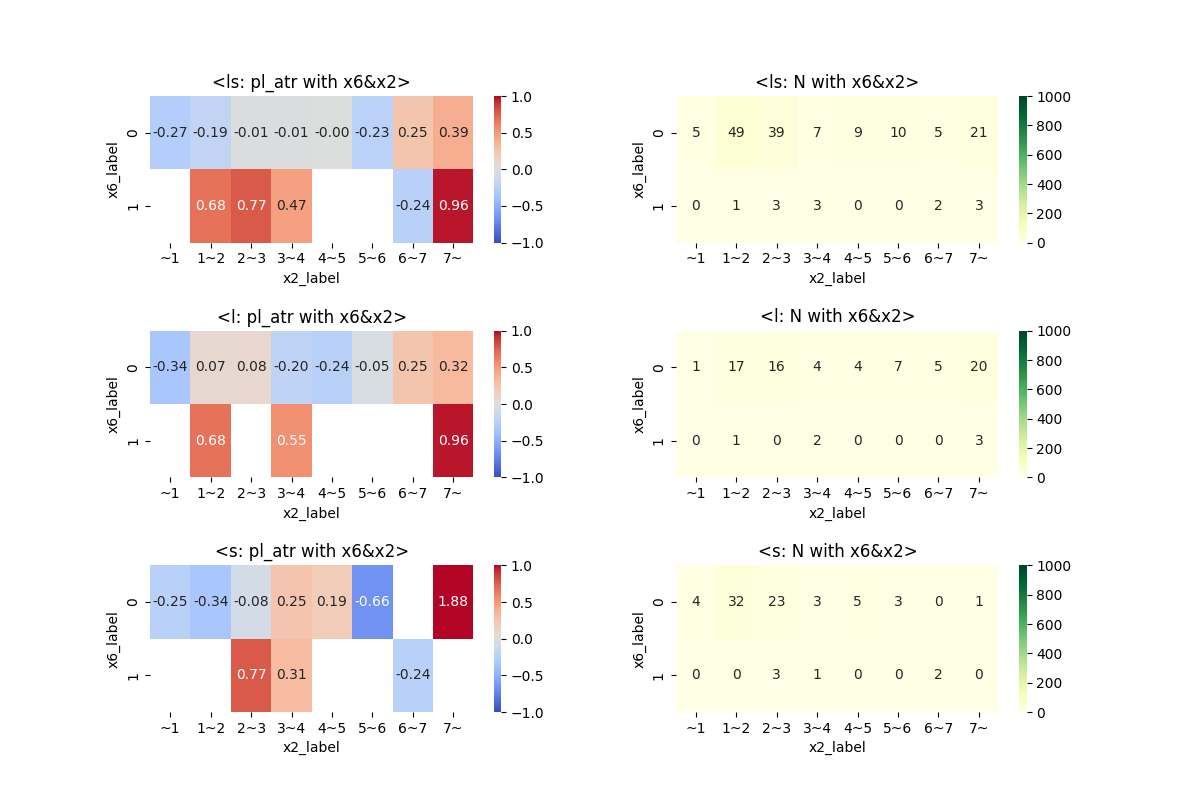 <ls: pl_atr with x6&x2>
x6_label
0 -0.27 -0.19 -0.01 -0.01 -0.00 -0.23 0.25 0.39
1 0.68 0.77 0.47 -0.24 0.96
~1 1~2 2~3 3~4 4~5 5~6 6~7 7~
x2_label
1.0
0.5
0.0
−0.5
−1.0
<ls: N with x6&x2>
x6_label
0 5 49 39 7 9 10 5 21
1 0 1 3 3 0 0 2 3
~1 1~2 2~3 3~4 4~5 5~6 6~7 7~
x2_label
1000
800
600
400
200
0
<l: pl_atr with x6&x2>
x6_label
0 -0.34 0.07 0.08 -0.20 -0.24 -0.05 0.25 0.32
1 0.68 0.55 0.96
~1 1~2 2~3 3~4 4~5 5~6 6~7 7~
x2_label
1.0
0.5
0.0
−0.5
−1.0
<l: N with x6&x2>
x6_label
0 1 17 16 4 4 7 5 20
1 0 1 0 2 0 0 0 3
~1 1~2 2~3 3~4 4~5 5~6 6~7 7~
x2_label
1000
800
600
400
200
0
<s: pl_atr with x6&x2>
x6_label
0 -0.25 -0.34 -0.08 0.25 0.19 -0.66 1.88
1 0.77 0.31 -0.24
~1 1~2 2~3 3~4 4~5 5~6 6~7 7~
x2_label
1.0
0.5
0.0
−0.5
−1.0
<s: N with x6&x2>
x6_label
0 4 32 23 3 5 3 0 1
1 0 0 3 1 0 0 2 0
~1 1~2 2~3 3~4 4~5 5~6 6~7 7~
x2_label
1000
800
600
400
200
0